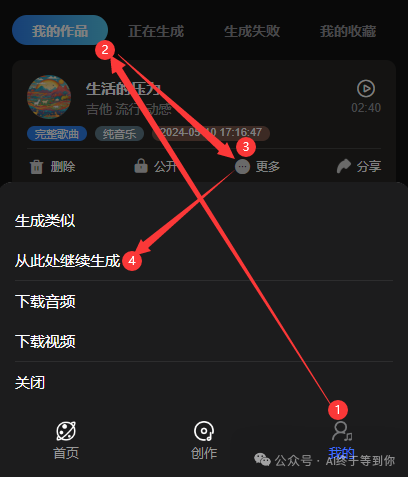 我的作品 正在生成 生成失败 我的收藏
2
生活的压力
吉他 流行 动感 02:40
完整歌曲 纯音乐 2024-05-10 17:16:47
3
删除 公开 更多 分享
生成类似
从此处继续生成 4
下载音频
下载视频
关闭
1
首页 创作 我的
公众号 · AI终于等到你